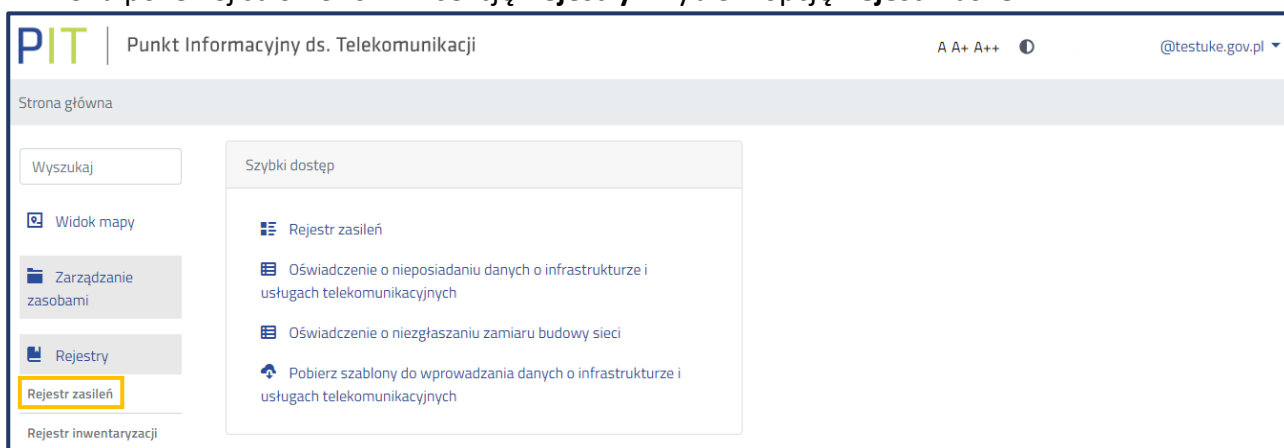 PIT Punkt Informacyjny ds. Telekomunikacji A A+ A++ @testuke.gov.pl
Strona główna
Wyszukaj
Szybki dostęp
Widok mapy
Rejestr zasileń
Zarządzanie
zasobami
Oświadczenie o nieposiadaniu danych o infrastrukturze i
usługach telekomunikacyjnych
Oświadczenie o niezgłaszaniu zamiaru budowy sieci
Rejestry
Pobierz szablony do wprowadzania danych o infrastrukturze i
usługach telekomunikacyjnych
Rejestr zasileń
Rejestr inwentaryzacji